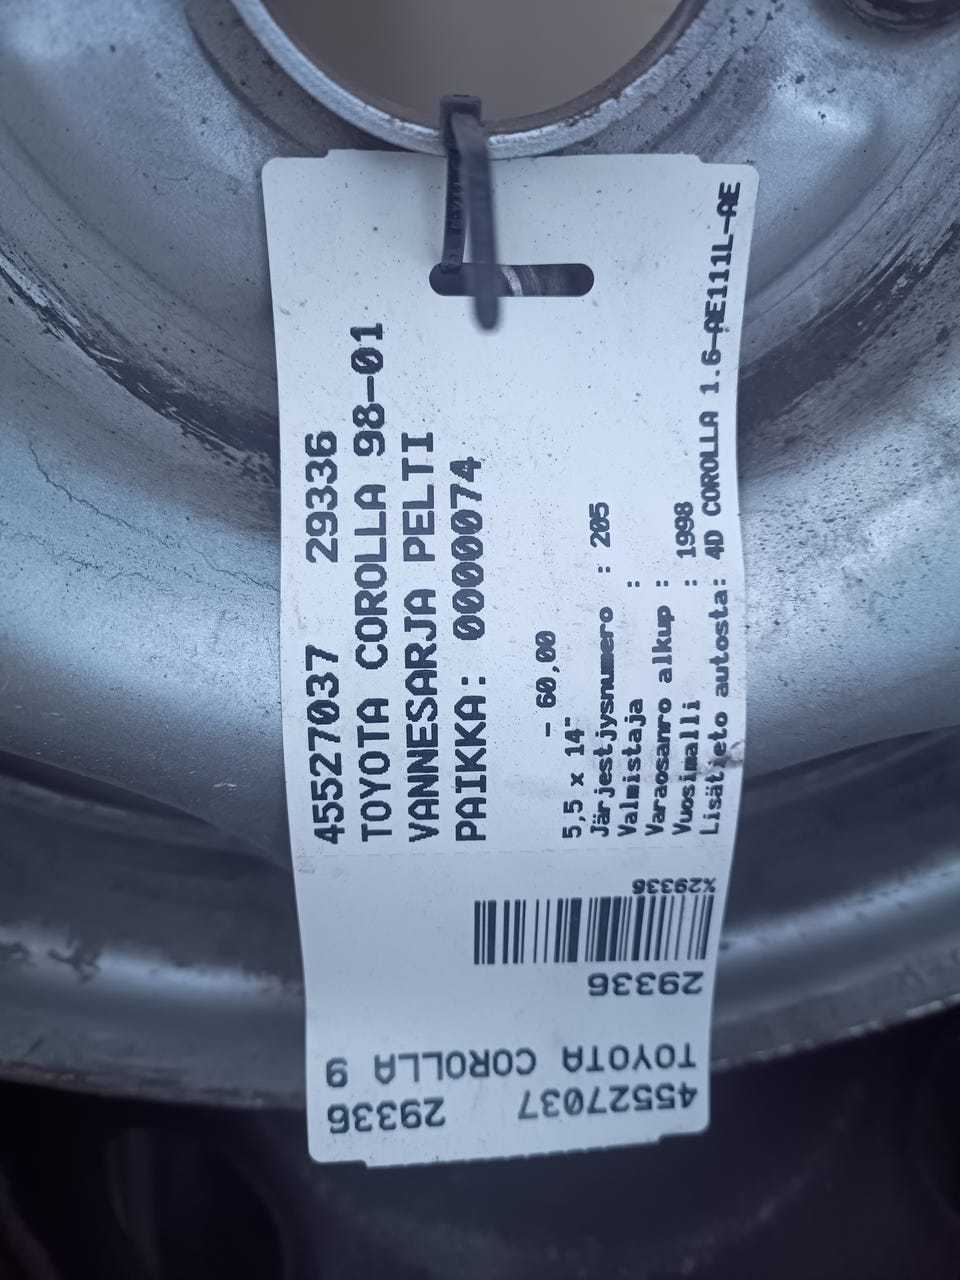 45527037 29336
TOYOTA COROLLA 98-01
VANNESARJA PELTI
PAIKKA: 0000074
- 60,00
5,5 x 14"
Järjestjysnumero : 205
Valmistaja :
Varaosanro alkup :
Vuosimalli : 1998
Lisätieto autosta: 4D COROLLA 1.6-AE111L-AE
%29336
29336
TOYOTA COROLLA 9
45527037 29336